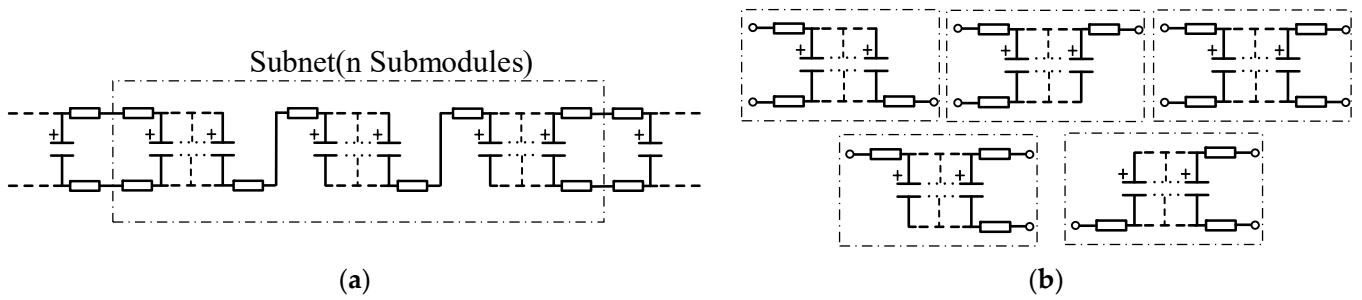 Subnet(n Submodules)
+ + + + + + + +
+ + + + + +
+ + + +
(a)
(b)